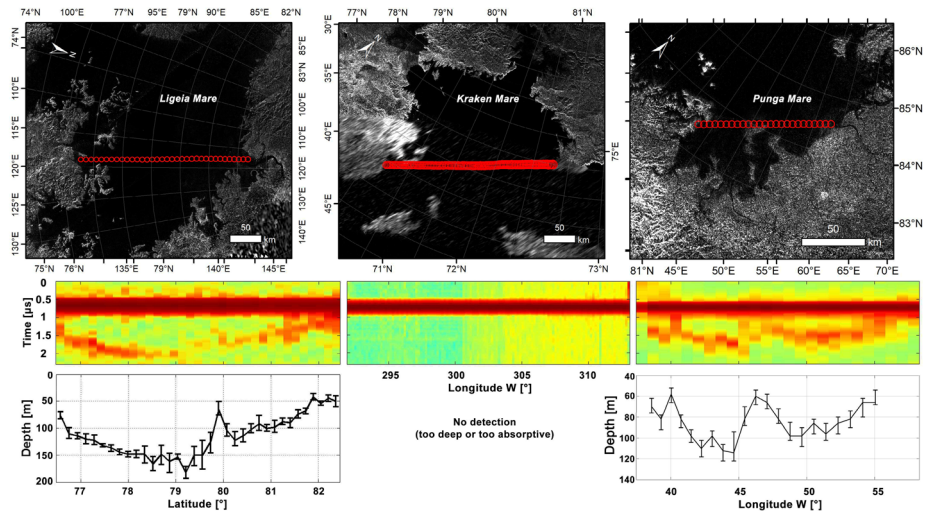 74°N 100°E 77°N 95°E 90°E 85°E 82°N
74°N
110°E
115°E
120°E
125°E
130°E
85°E
83°N
90°E
100°E
110°E
115°E
120°E
125°E
130°E
140°E
75°N 76°N 135°E 79°N 140°E 145°E
N
Ligeia Mare
50
km
77°N 78°N 79°N 80°N 81°N
30°E
35°E
40°E
45°E
75°E
71°N 72°N 73°N
N
Kraken Mare
50
km
86°N
85°N
84°N
83°N
81°N 45°E 50°E 55°E 60°E 65°E 70°E
N
Punga Mare
50
km
Time [µs]
0
0.5
1
1.5
2
295 300 305 310
Longitude W [°]
Depth [m]
0
50
100
150
200
77 78 79 80 81 82
Latitude [°]
No detection
(too deep or too absorptive)
Depth [m]
40
60
80
100
120
140
40 45 50 55
Longitude W [°]